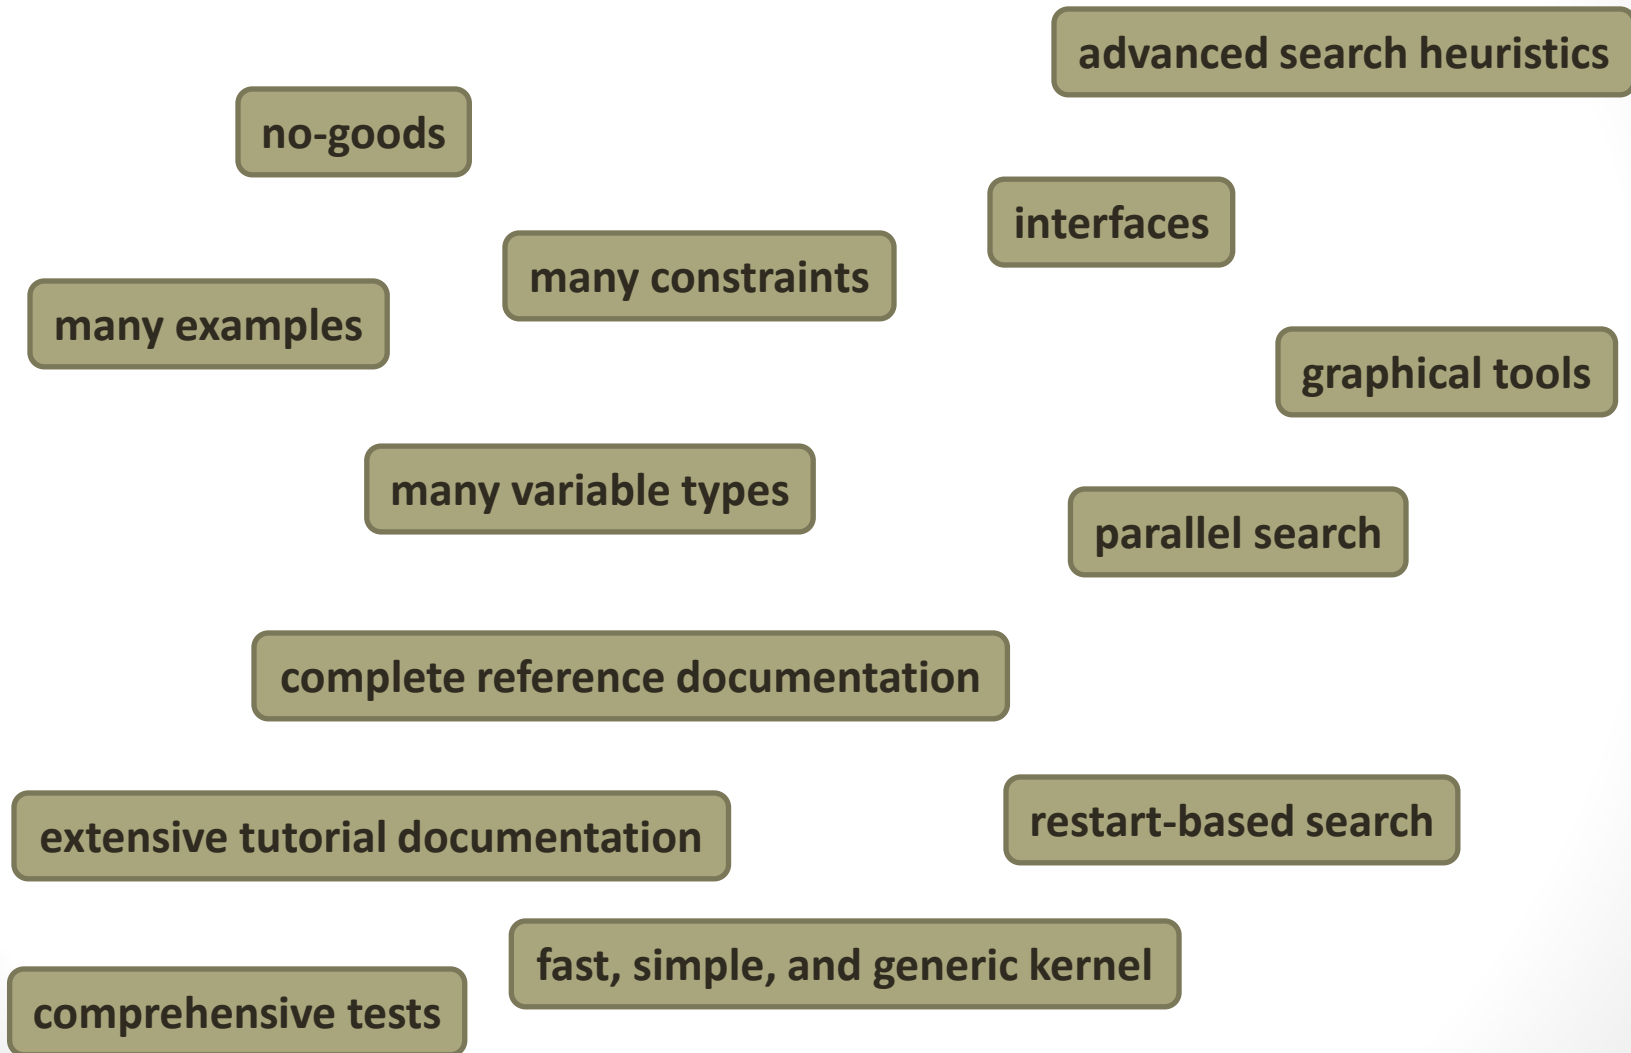 advanced search heuristics
no-goods
interfaces
many constraints
many examples
graphical tools
many variable types
parallel search
complete reference documentation
restart-based search
extensive tutorial documentation
fast, simple, and generic kernel
comprehensive tests